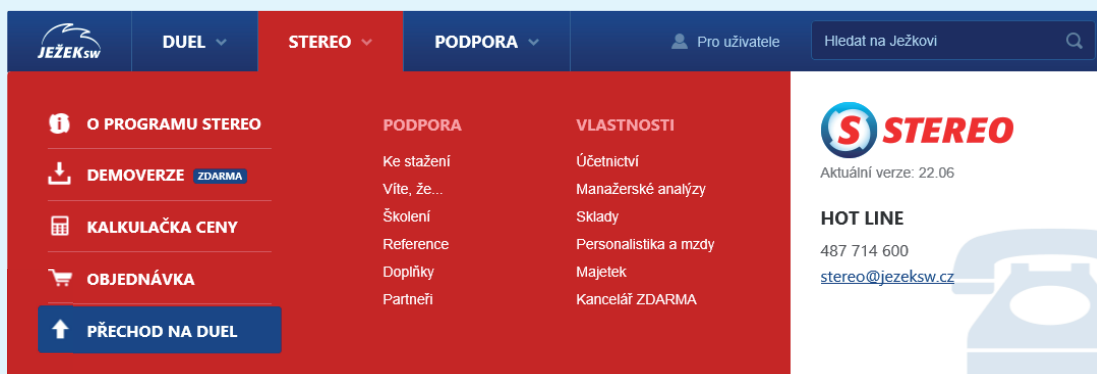 JEŽEKSW
DUEL
STEREO
PODPORA
Pro uživatele
Hledat na Ježkovi
O PROGRAMU STEREO
DEMOVERZE ZDARMA
KALKULAČKA CENY
OBJEDNÁVKA
PŘECHOD NA DUEL
PODPORA
Ke stažení
Víte, že...
Školení
Reference
Doplňky
Partneři
VLASTNOSTI
Účetnictví
Manažerské analýzy
Sklady
Personalistika a mzdy
Majetek
Kancelář ZDARMA
S STEREO
Aktuální verze: 22.06
HOT LINE
487 714 600
stereo@jezeksw.cz